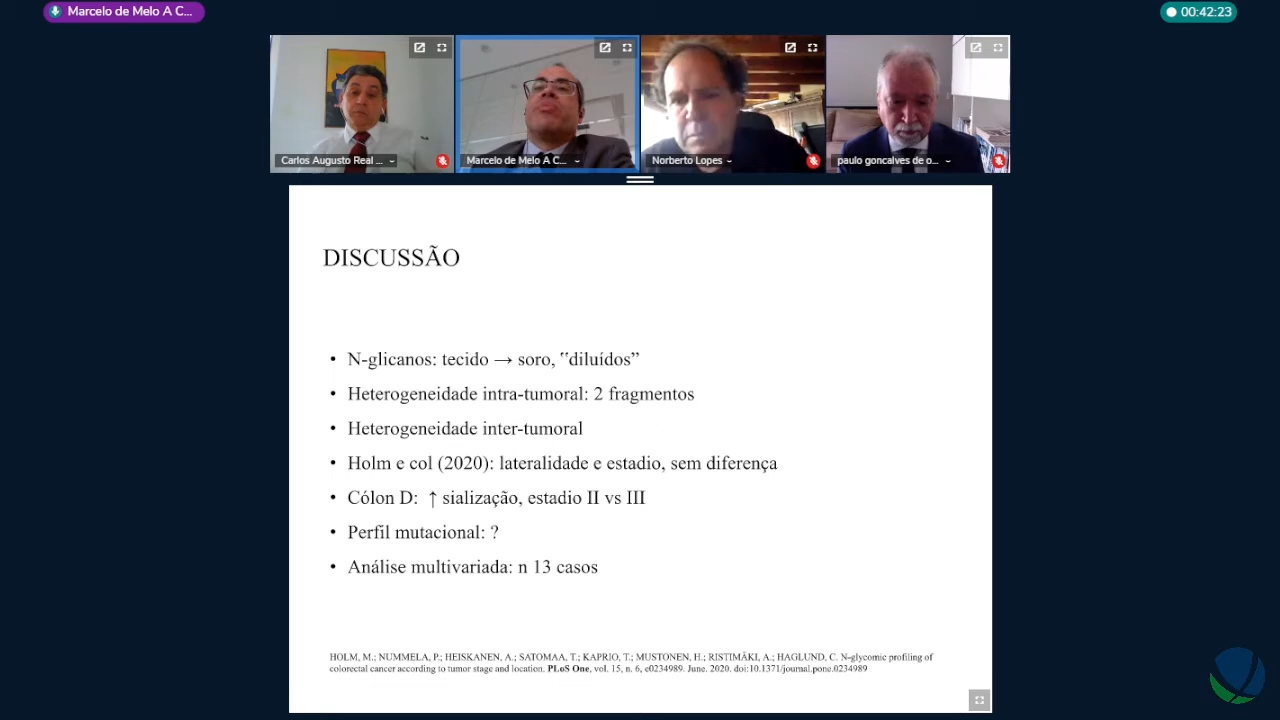 Marcelo de Melo A C...
00:42:23
Carlos Augusto Real ...
Marcelo de Melo A C...
Norberto Lopes
paulo goncalves de o...
DISCUSSÃO
• N-glicanos: tecido → soro, “diluídos”
• Heterogeneidade intra-tumoral: 2 fragmentos
• Heterogeneidade inter-tumoral
• Holm e col (2020): lateralidade e estadio, sem diferença
• Cólon D: ↑ sialização, estadio II vs III
• Perfil mutacional: ?
• Análise multivariada: n 13 casos
HOLM, M.; NUMMELA, P.; HEISKANEN, A.; SATOMAA, T.; KAPRIO, T.; MUSTONEN, H.; RISTIMÄKI, A.; HAGLUND, C. N-glycomic profiling of
colorectal cancer according to tumor stage and location. PLoS One, vol. 15, n. 6, e0234989. June. 2020. doi:10.1371/journal.pone.0234989